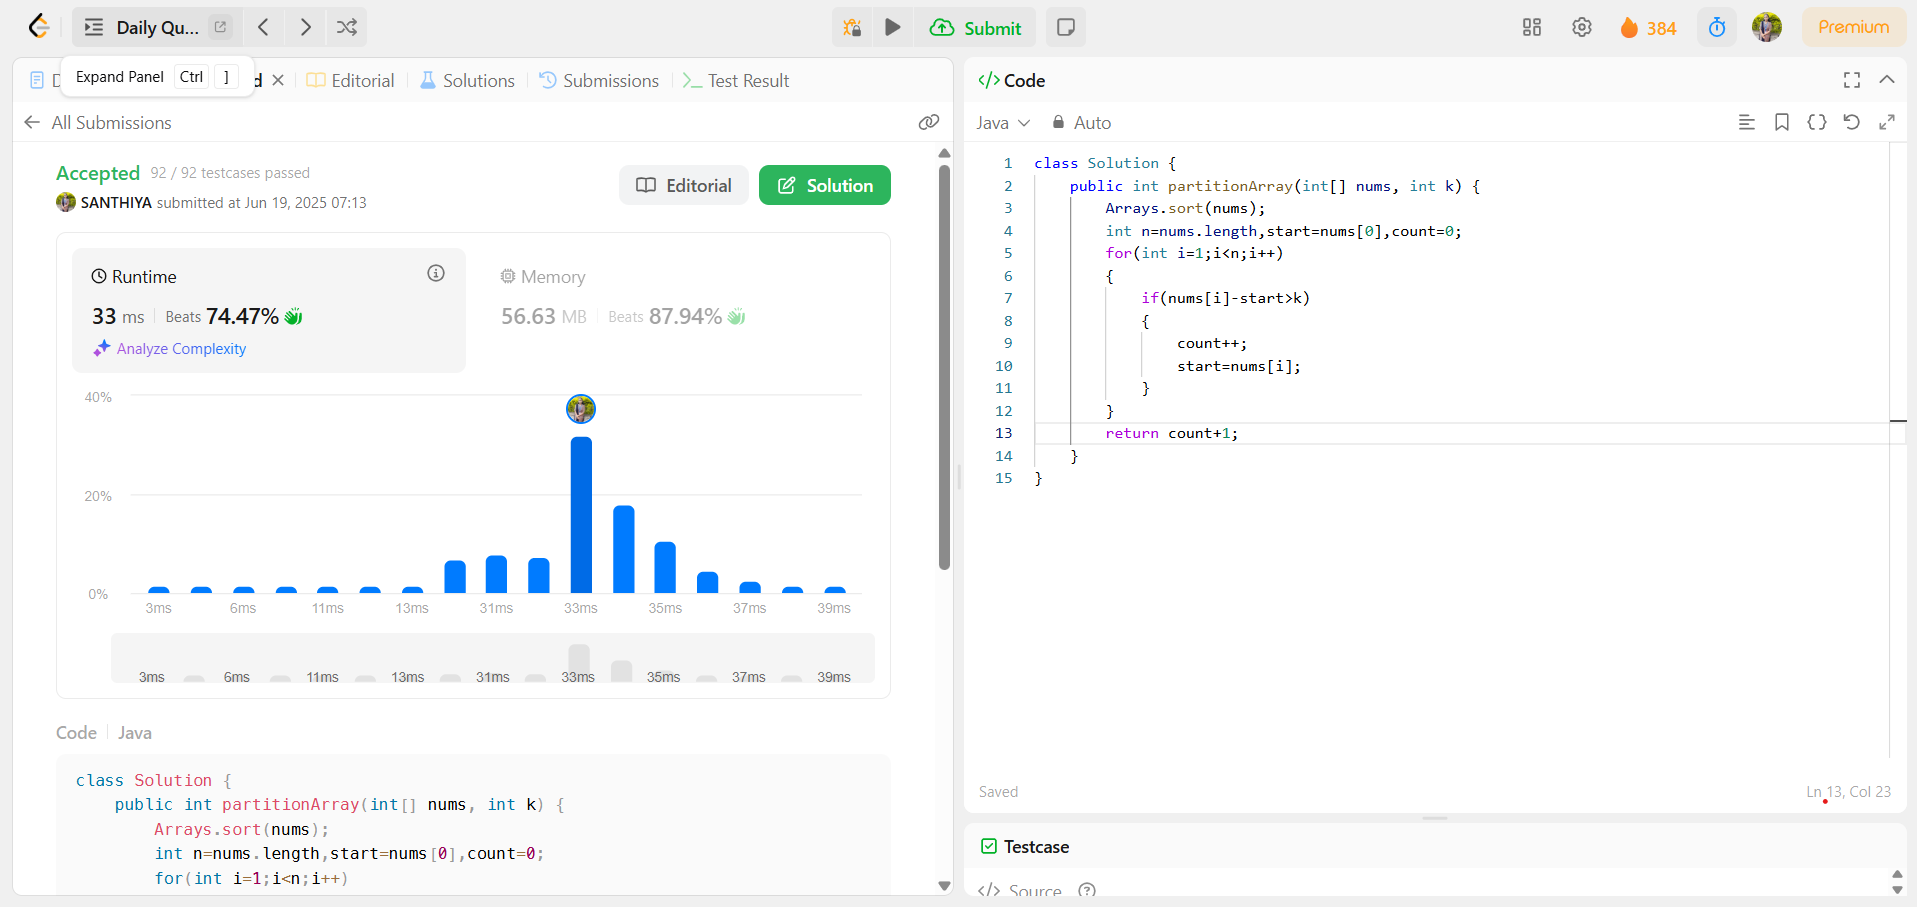 Daily Qu...
Submit
384
Premium
Expand Panel Ctrl ]
D
d
Editorial
Solutions
Submissions
Test Result
All Submissions
Accepted 92 / 92 testcases passed
SANTHIYA submitted at Jun 19, 2025 07:13
Editorial
Solution
Runtime
33 ms Beats 74.47%
Analyze Complexity
Memory
56.63 MB Beats 87.94%
40%
20%
0%
3ms 6ms 11ms 13ms 31ms 33ms 35ms 37ms 39ms
3ms 6ms 11ms 13ms 31ms 33ms 35ms 37ms 39ms
Code Java
class Solution {
public int partitionArray(int[] nums, int k) {
Arrays.sort(nums);
int n=nums.length,start=nums[0],count=0;
for(int i=1;i<n;i++)
</> Code
Java Auto
1 class Solution {
2 public int partitionArray(int[] nums, int k) {
3 Arrays.sort(nums);
4 int n=nums.length,start=nums[0],count=0;
5 for(int i=1;i<n;i++)
6 {
7 if(nums[i]-start>k)
8 {
9 count++;
10 start=nums[i];
11 }
12 }
13 return count+1;
14 }
15 }
Saved
Ln 13, Col 23
Testcase
</> Source